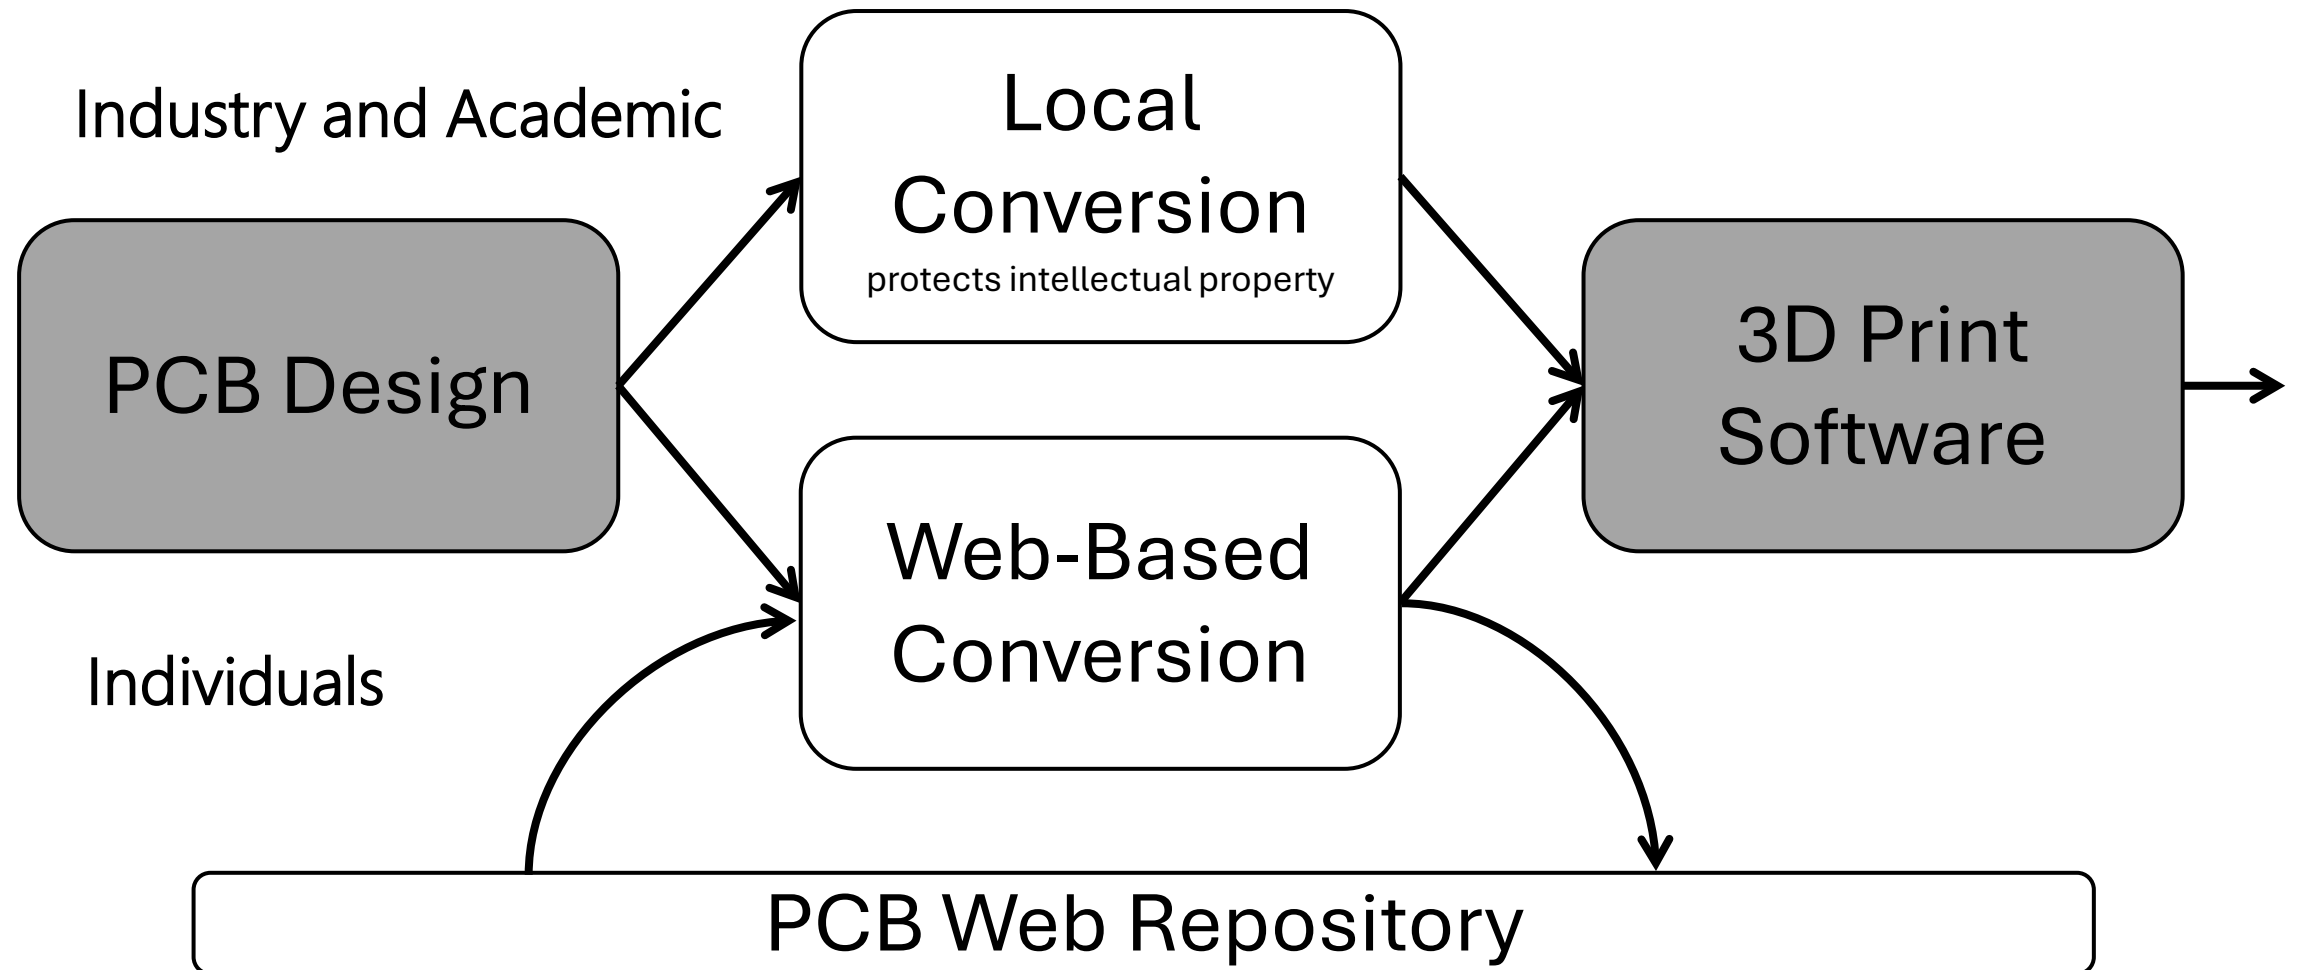 Industry and Academic
Local
Conversion
protects intellectual property
PCB Design
3D Print
Software
Web-Based
Conversion
Individuals
PCB Web Repository